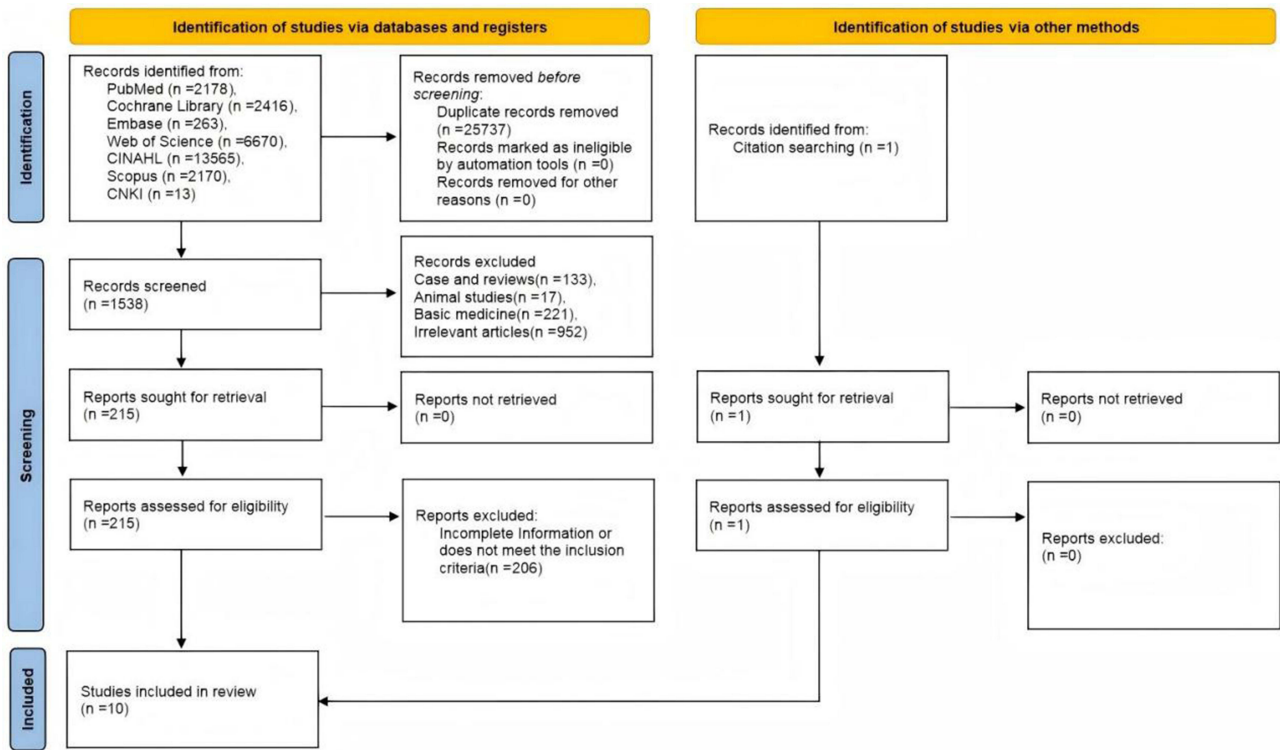 Identification of studies via databases and registers
Identification of studies via other methods
Identification
Records identified from:
PubMed (n =2178),
Cochrane Library (n =2416),
Embase (n =263),
Web of Science (n =6670),
CINAHL (n =13565),
Scopus (n =2170),
CNKI (n =13)
Records removed before
screening:
Duplicate records removed
(n =25737)
Records marked as ineligible
by automation tools (n =0)
Records removed for other
reasons (n =0)
Records identified from:
Citation searching (n =1)
Screening
Records screened
(n =1538)
Records excluded
Case and reviews(n =133),
Animal studies(n =17),
Basic medicine(n =221),
Irrelevant articles(n =952)
Reports sought for retrieval
(n =215)
Reports not retrieved
(n =0)
Reports sought for retrieval
(n =1)
Reports not retrieved
(n =0)
Reports assessed for eligibility
(n =215)
Reports excluded:
Incomplete Information or
does not meet the inclusion
criteria(n =206)
Reports assessed for eligibility
(n =1)
Reports excluded:
(n =0)
Included
Studies included in review
(n =10)